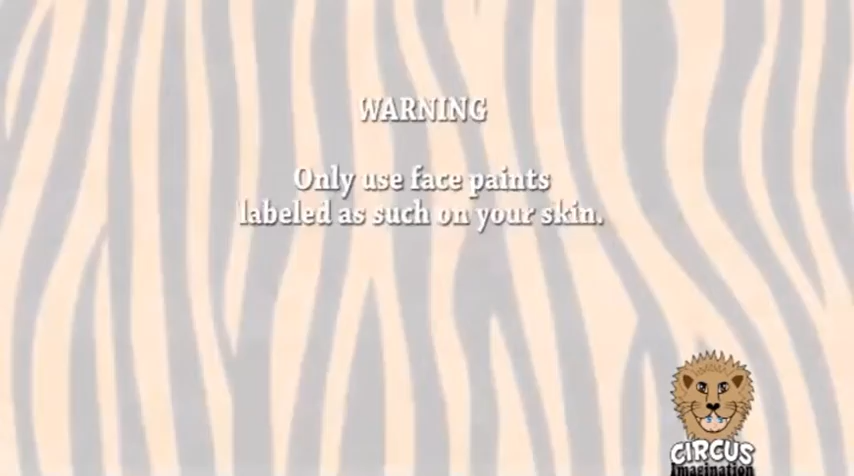 WARNING
Only use face paints
labeled as such on your skin.
CIRCUS
Imagination